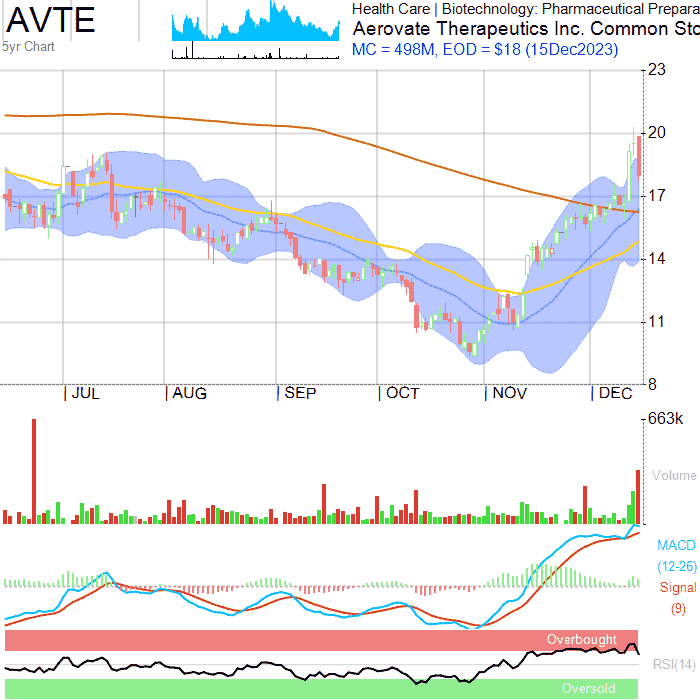 AVTE
5yr Chart
Health Care | Biotechnology: Pharmaceutical Prepara
Aerovate Therapeutics Inc. Common Sto
MC = 498M, EOD = $18 (15Dec2023)
23
20
17
14
11
8
JUL
AUG
SEP
OCT
NOV
DEC
663k
Volume
MACD
(12-26)
Signal
(9)
Overbought
RSI(14)
Oversold